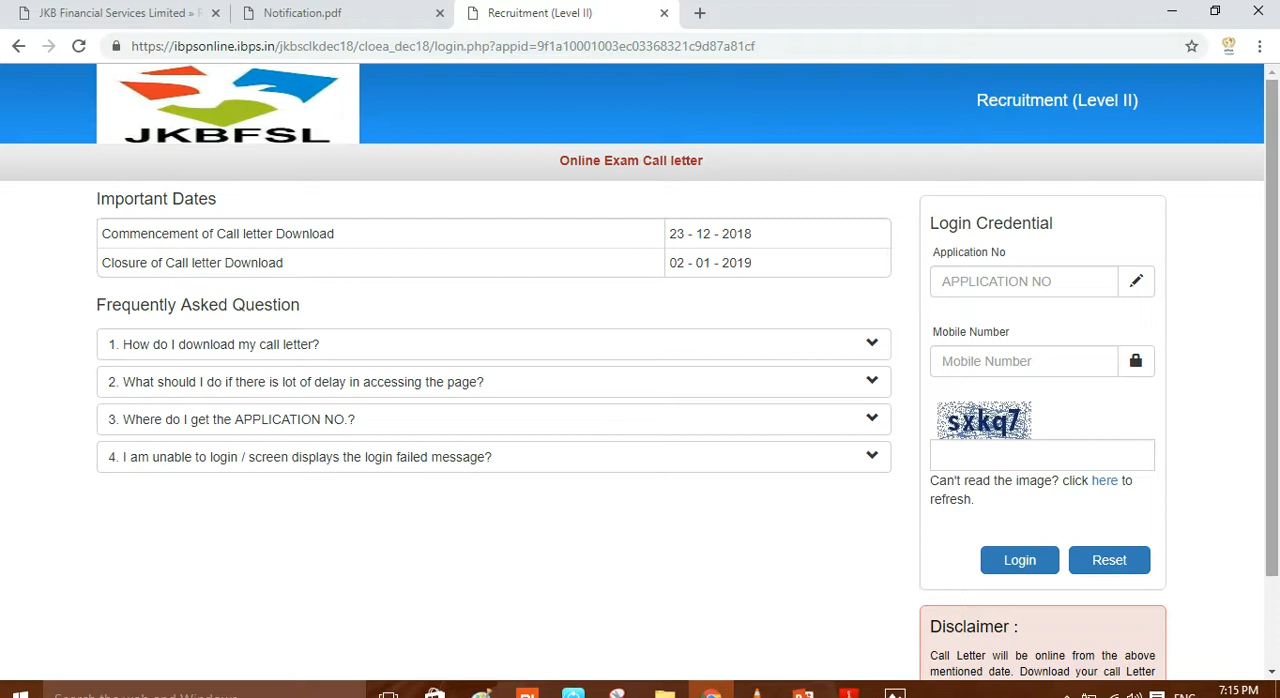 JKB Financial Services Limited »
Notification.pdf
Recruitment (Level II)
https://ibpsonline.ibps.in/jkbsclkdec18/cloea_dec18/login.php?appid=9f1a10001003ec03368321c9d87a81cf
JKBFSL
Recruitment (Level II)
Online Exam Call letter
Important Dates
Commencement of Call letter Download 23 - 12 - 2018
Closure of Call letter Download 02 - 01 - 2019
Frequently Asked Question
1. How do I download my call letter?
2. What should I do if there is lot of delay in accessing the page?
3. Where do I get the APPLICATION NO.?
4. I am unable to login / screen displays the login failed message?
Login Credential
Application No
APPLICATION NO
Mobile Number
Mobile Number
sxkq7
Can't read the image? click here to
refresh.
Login Reset
Disclaimer :
Call Letter will be online from the above
mentioned date. Download your call Letter
Search the web and Windows
ENG
7:15 PM